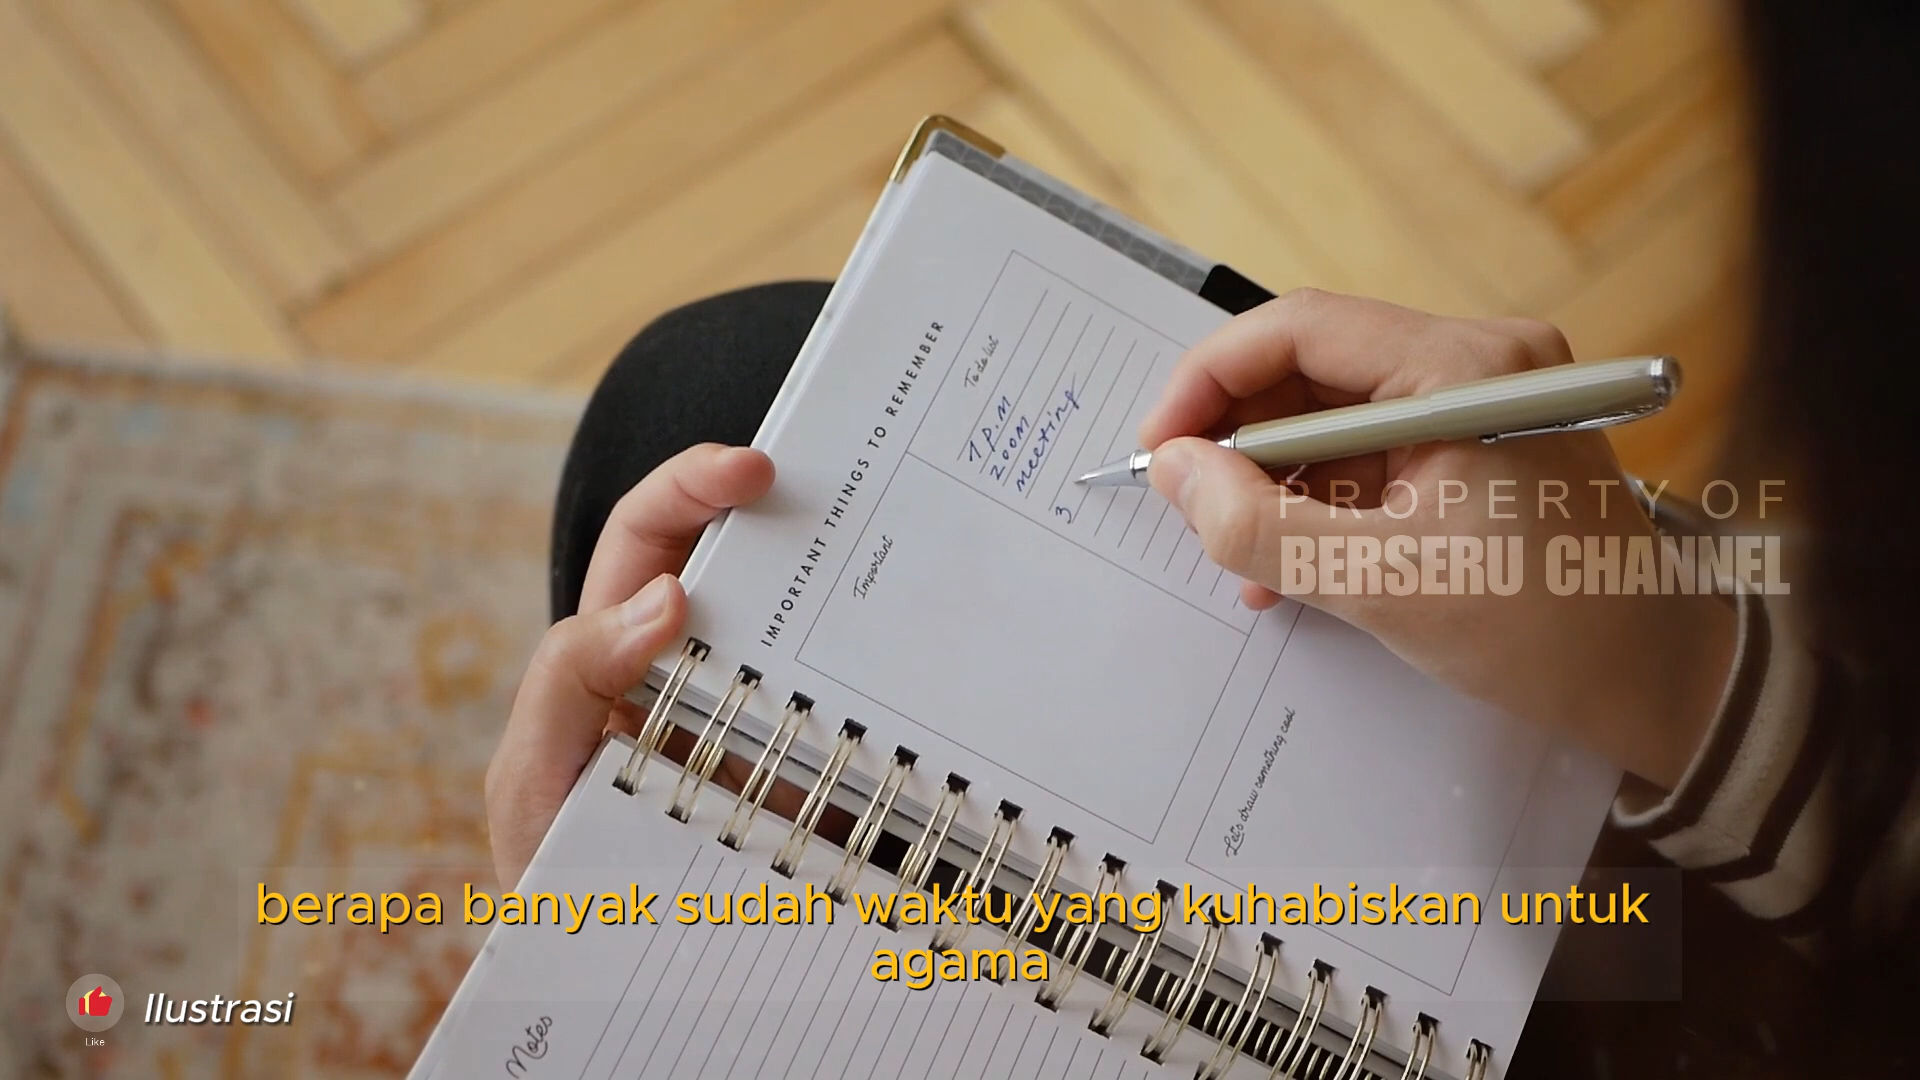 IMPORTANT THINGS TO REMEMBER
To do list
1 P.M
ZOOM
meeting
3
Important
Let's draw something cool
Notes
PROPERTY OF
BERSERU CHANNEL
berapa banyak sudah waktu yang kuhabiskan untuk
agama
Ilustrasi
Like